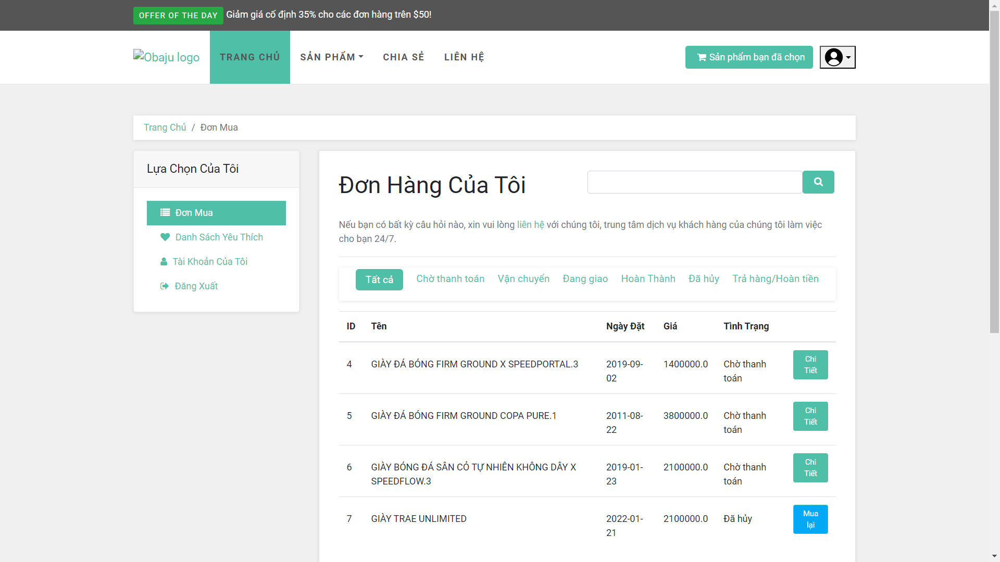 OFFER OF THE DAY Giảm giá cố định 35% cho các đơn hàng trên $50!
Obaju logo
TRANG CHỦ
SẢN PHẨM
CHIA SẺ
LIÊN HỆ
Sản phẩm bạn đã chọn
Trang Chủ / Đơn Mua
Lựa Chọn Của Tôi
Đơn Mua
Danh Sách Yêu Thích
Tài Khoản Của Tôi
Đăng Xuất
Đơn Hàng Của Tôi
Nếu bạn có bất kỳ câu hỏi nào, xin vui lòng liên hệ với chúng tôi, trung tâm dịch vụ khách hàng của chúng tôi làm việc
cho bạn 24/7.
Tất cả
Chờ thanh toán
Vận chuyển
Đang giao
Hoàn Thành
Đã hủy
Trả hàng/Hoàn tiền
ID Tên Ngày Đặt Giá Tình Trạng
4 GIÀY ĐÁ BÓNG FIRM GROUND X SPEEDPORTAL.3 2019-09- 1400000.0 Chờ thanh Chi
02 toán Tiết
5 GIÀY ĐÁ BÓNG FIRM GROUND COPA PURE.1 2011-08- 3800000.0 Chờ thanh Chi
22 toán Tiết
6 GIÀY BÓNG ĐÁ SÂN CỎ TỰ NHIÊN KHÔNG DÂY X 2019-01- 2100000.0 Chờ thanh Chi
SPEEDFLOW.3 23 toán Tiết
7 GIÀY TRAE UNLIMITED 2022-01- 2100000.0 Đã hủy Mua
21 lại